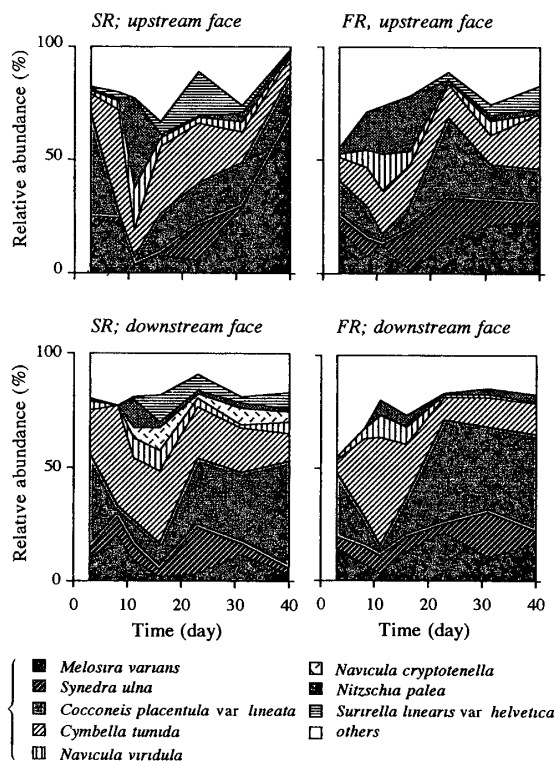 SR; upstream face
FR, upstream face
Relative abundance (%)
100
50
0
SR; downstream face
FR; downstream face
Relative abundance (%)
100
50
0
0 10 20 30 40
0 10 20 30 40
Time (day)
Time (day)
Melosira varians
Synedra ulna
Cocconeis placentula var lineata
Cymbella tumida
Navicula viridula
Navicula cryptotenella
Nitzschia palea
Surirella linearis var helvetica
others